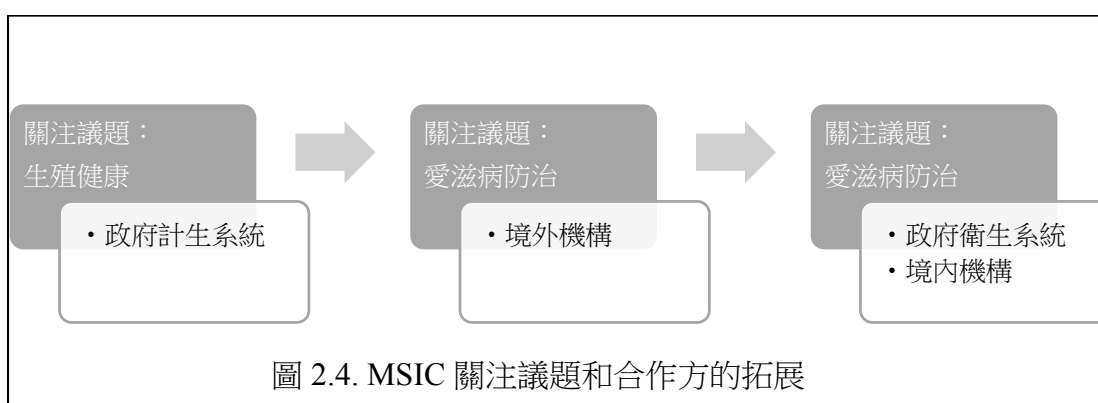 關注議題：
生殖健康
・政府計生系統
關注議題：
愛滋病防治
・境外機構
關注議題：
愛滋病防治
・政府衛生系統
・境內機構
圖 2.4. MSIC 關注議題和合作方的拓展